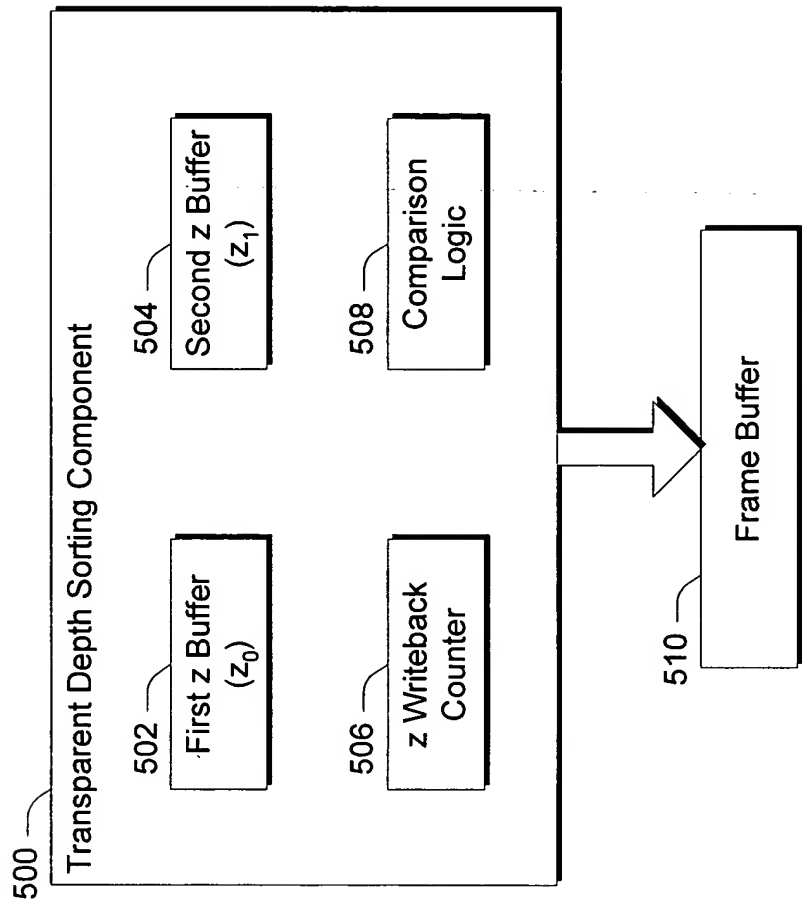 500
Transparent Depth Sorting Component
502
First z Buffer
(z₀)
504
Second z Buffer
(z₁)
506
z Writeback
Counter
508
Comparison
Logic
510
Frame Buffer